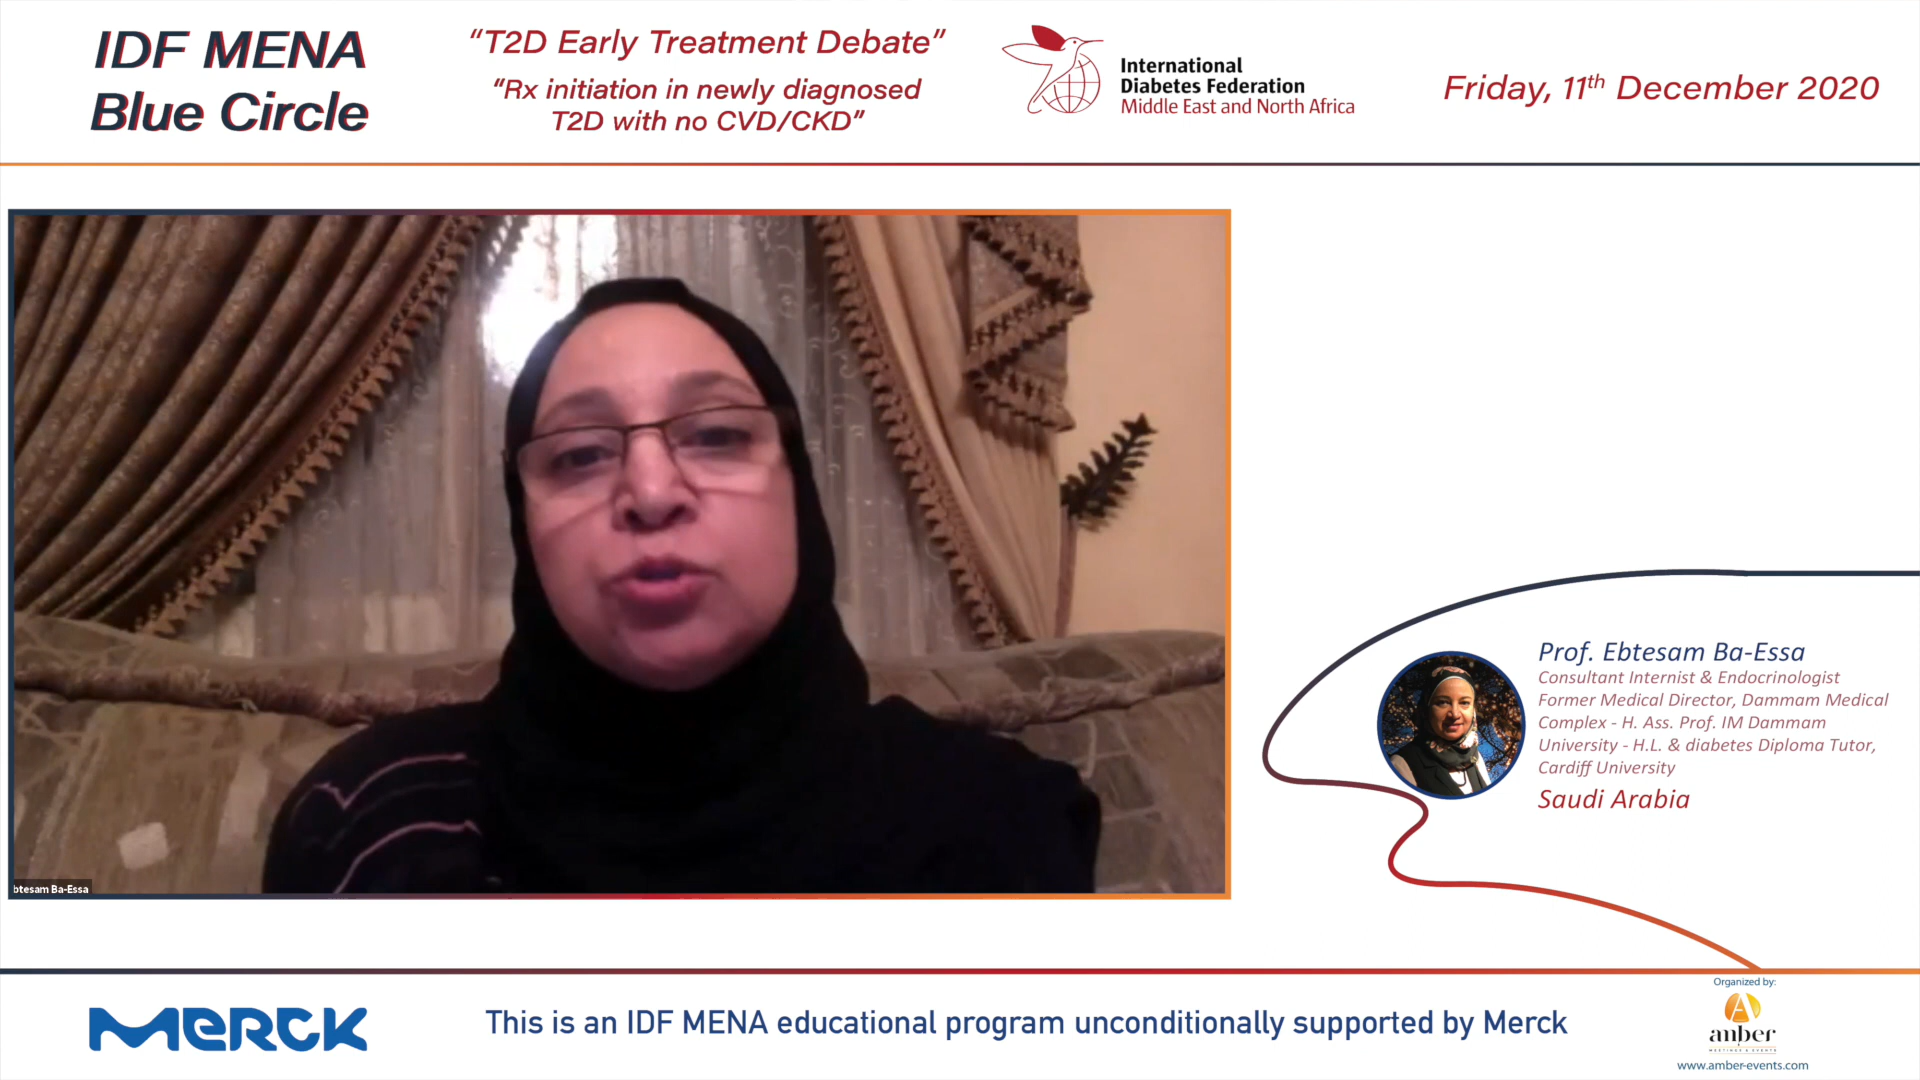 IDF MENA
Blue Circle
“T2D Early Treatment Debate”
“Rx initiation in newly diagnosed
T2D with no CVD/CKD”
International
Diabetes Federation
Middle East and North Africa
Friday, 11th December 2020
btesam Ba-Essa
Prof. Ebtesam Ba-Essa
Consultant Internist & Endocrinologist
Former Medical Director, Dammam Medical
Complex - H. Ass. Prof. IM Dammam
University - H.L. & diabetes Diploma Tutor,
Cardiff University
Saudi Arabia
MERCK
This is an IDF MENA educational program unconditionally supported by Merck
Organized by:
amber
MEETINGS & EVENTS
www.amber-events.com